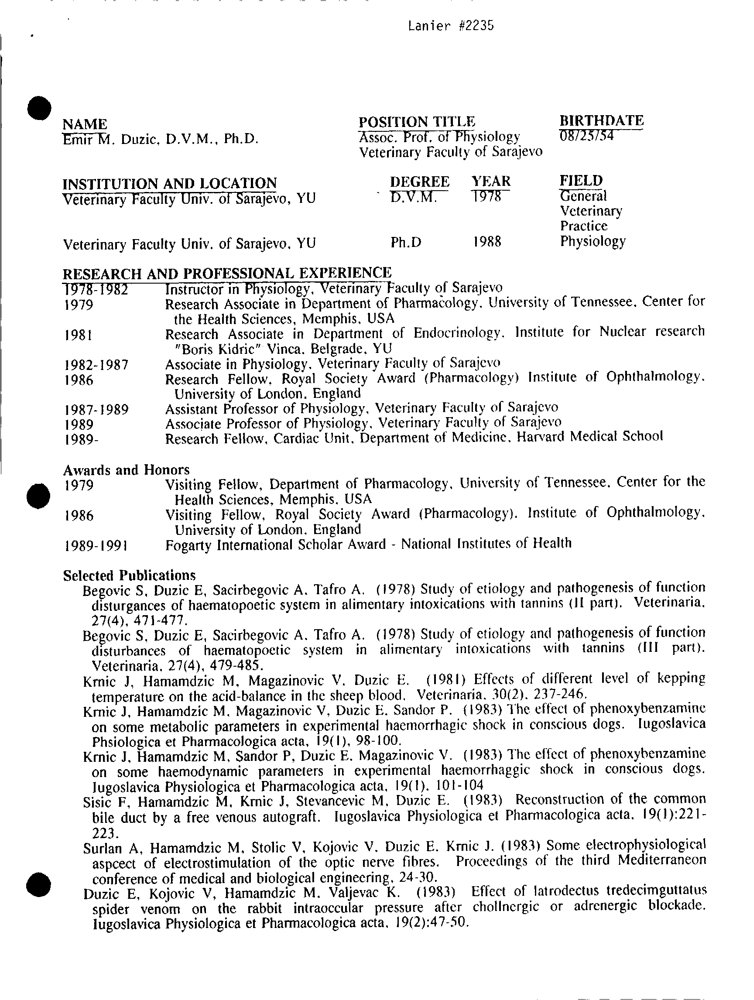 Lanier #2235
NAME POSITION TITLE BIRTHDATE
Emir M. Duzic, D.V.M., Ph.D. Assoc. Prof. of Physiology 08/25/54
Veterinary Faculty of Sarajevo
INSTITUTION AND LOCATION DEGREE YEAR FIELD
Veterinary Faculty Univ. of Sarajevo, YU D.V.M. 1978 General
Veterinary
Practice
Veterinary Faculty Univ. of Sarajevo, YU Ph.D 1988 Physiology
RESEARCH AND PROFESSIONAL EXPERIENCE
1978-1982 Instructor in Physiology, Veterinary Faculty of Sarajevo
1979 Research Associate in Department of Pharmacology, University of Tennessee, Center for
the Health Sciences, Memphis, USA
1981 Research Associate in Department of Endocrinology, Institute for Nuclear research
"Boris Kidric" Vinca, Belgrade, YU
1982-1987 Associate in Physiology, Veterinary Faculty of Sarajevo
1986 Research Fellow, Royal Society Award (Pharmacology) Institute of Ophthalmology,
University of London, England
1987-1989 Assistant Professor of Physiology, Veterinary Faculty of Sarajevo
1989 Associate Professor of Physiology, Veterinary Faculty of Sarajevo
1989- Research Fellow, Cardiac Unit, Department of Medicine, Harvard Medical School
Awards and Honors
1979 Visiting Fellow, Department of Pharmacology, University of Tennessee, Center for the
Health Sciences, Memphis, USA
1986 Visiting Fellow, Royal Society Award (Pharmacology), Institute of Ophthalmology,
University of London, England
1989-1991 Fogarty International Scholar Award - National Institutes of Health
Selected Publications
Begovic S, Duzic E, Sacirbegovic A, Tafro A. (1978) Study of etiology and pathogenesis of function
disturgances of haematopoetic system in alimentary intoxications with tannins (II part). Veterinaria,
27(4), 471-477.
Begovic S, Duzic E, Sacirbegovic A, Tafro A. (1978) Study of etiology and pathogenesis of function
disturbances of haematopoetic system in alimentary intoxications with tannins (III part).
Veterinaria, 27(4), 479-485.
Krnic J, Hamamdzic M, Magazinovic V, Duzic E. (1981) Effects of different level of kepping
temperature on the acid-balance in the sheep blood. Veterinaria, 30(2), 237-246.
Krnic J, Hamamdzic M, Magazinovic V, Duzic E, Sandor P. (1983) The effect of phenoxybenzamine
on some metabolic parameters in experimental haemorrhagic shock in conscious dogs. Iugoslavica
Phsiologica et Pharmacologica acta, 19(1), 98-100.
Krnic J, Hamamdzic M, Sandor P, Duzic E, Magazinovic V. (1983) The effect of phenoxybenzamine
on some haemodynamic parameters in experimental haemorrhaggic shock in conscious dogs.
Iugoslavica Physiologica et Pharmacologica acta, 19(1), 101-104
Sisic F, Hamamdzic M, Krnic J, Stevancevic M, Duzic E. (1983) Reconstruction of the common
bile duct by a free venous autograft. Iugoslavica Physiologica et Pharmacologica acta, 19(1):221-
223.
Surlan A, Hamamdzic M, Stolic V, Kojovic V, Duzic E, Krnic J. (1983) Some electrophysiological
aspcect of electrostimulation of the optic nerve fibres. Proceedings of the third Mediterraneon
conference of medical and biological engineering, 24-30.
Duzic E, Kojovic V, Hamamdzic M, Valjevac K. (1983) Effect of latrodectus tredecimguttatus
spider venom on the rabbit intraoccular pressure after chollnergic or adrenergic blockade.
Iugoslavica Physiologica et Pharmacologica acta, 19(2):47-50.